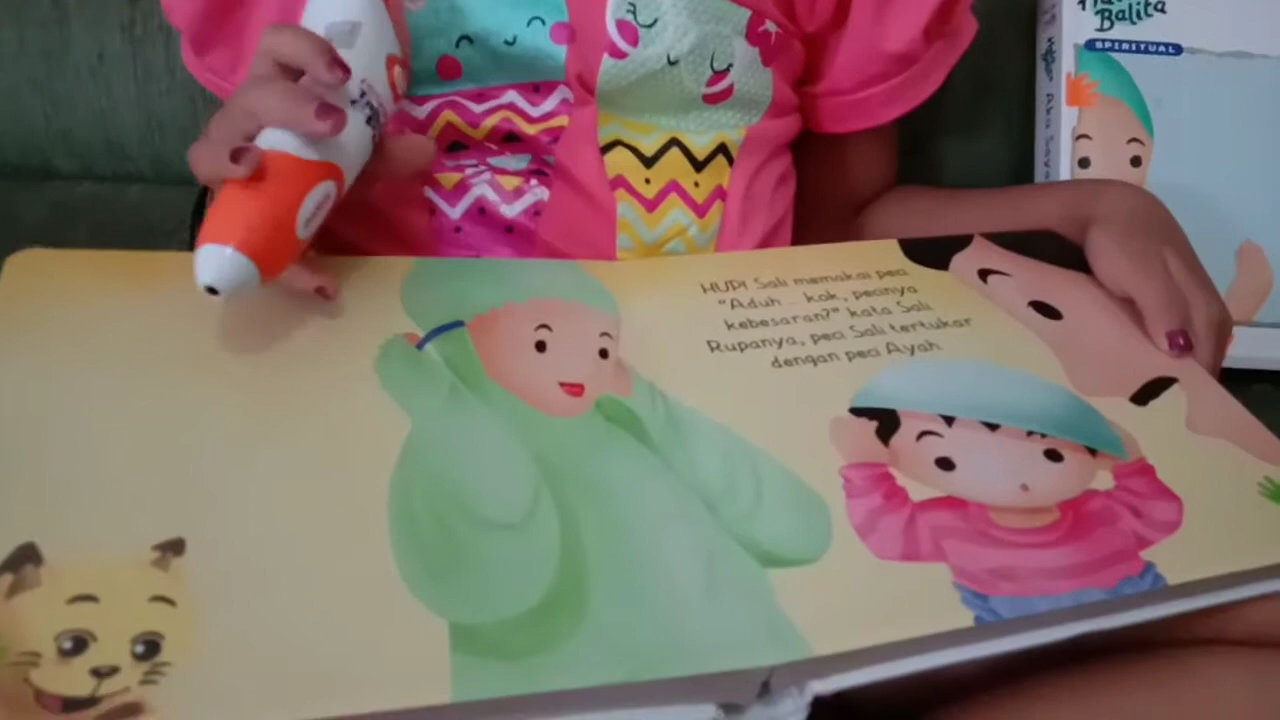 Balita
SPIRITUAL
HUP! Sali memakai peci.
"Aduh... kok, pecinya
kebesaran?" kata Sali
Rupanya, peci Sali tertukar
dengan peci Ayah